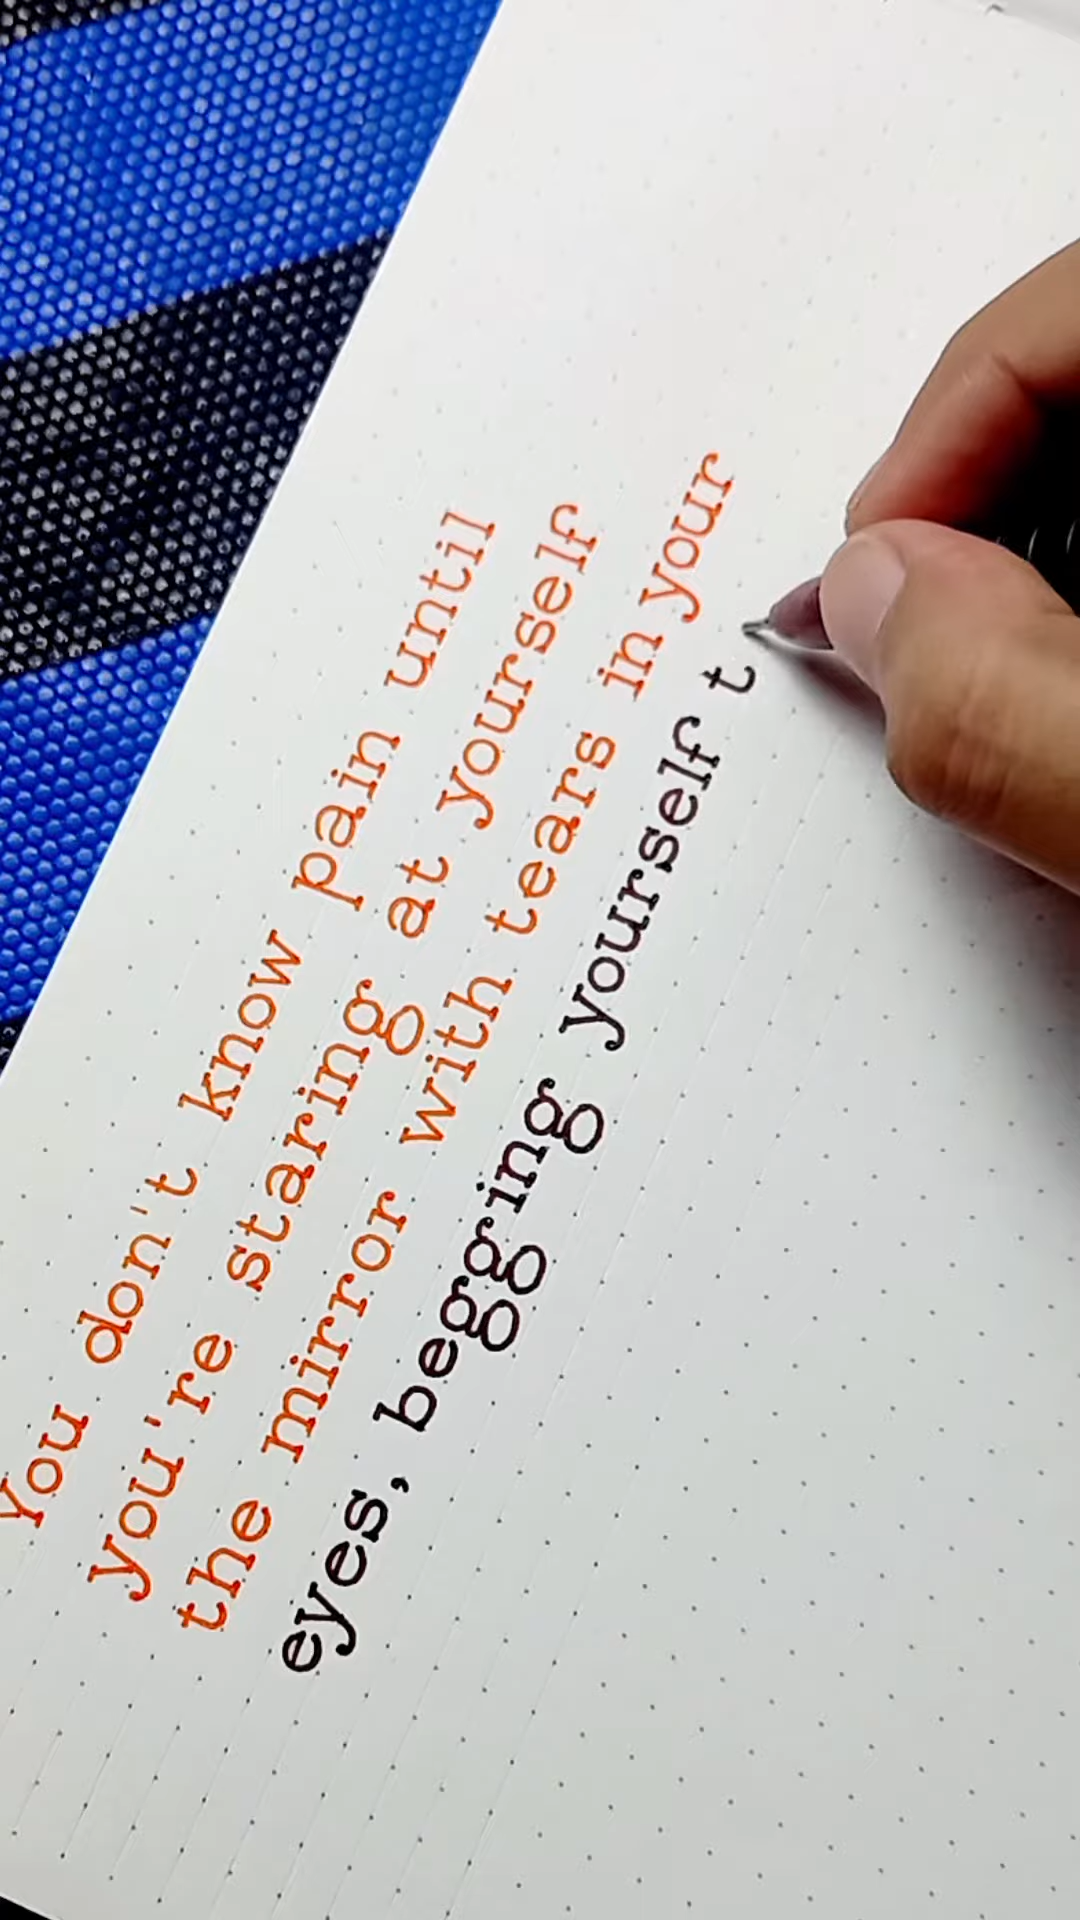 You don't know pain until
you're staring at yourself
the mirror with tears in your
eyes, begging yourself t